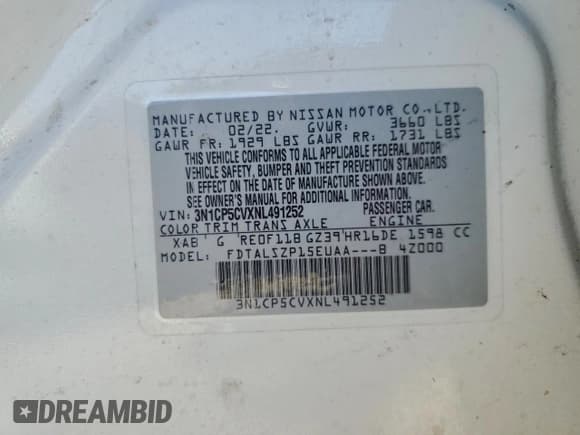 MANUFACTURED BY NISSAN MOTOR CO.,LTD.
DATE: 02/22. GVWR: 3660 LBS
GAWR FR: 1929 LBS GAWR RR: 1731 LBS
THIS VEHICLE CONFORMS TO ALL APPLICABLE FEDERAL MOTOR
VEHICLE SAFETY, BUMPER AND THEFT PREVENTION STANDARDS
IN EFFECT ON THE DATE OF MANUFACTURE SHOWN ABOVE.
SEE OWNER'S MANUAL FOR ADDITIONAL INFORMATION.
VIN: 3N1CP5CVXNL491252 PASSENGER CAR.
COLOR TRIM TRANS AXLE ENGINE
XAB G RE0F11B GZ39 HR16DE 1598 CC
MODEL: FDTALSZP15EUAA---B 4Z000
3N1CP5CVXNL491252
DREAMBID